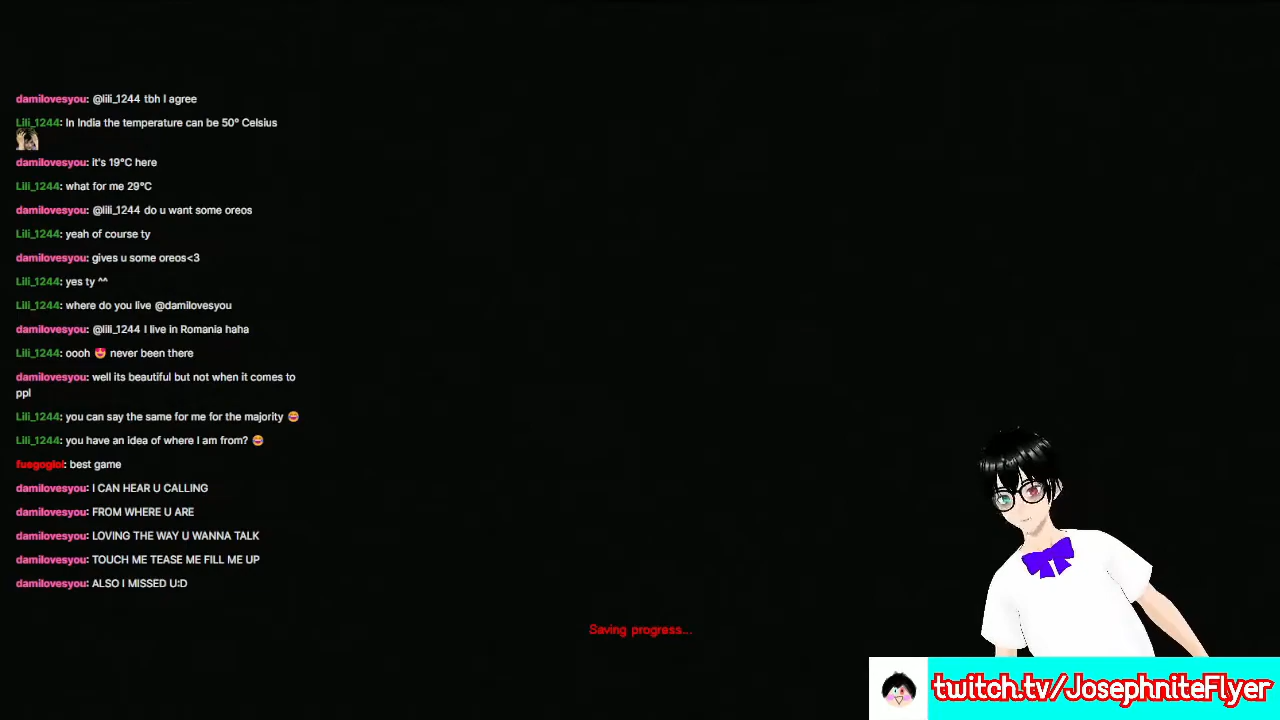 damilovesyou: @lili_1244 tbh I agree
Lili_1244: In India the temperature can be 50° Celsius
damilovesyou: it's 19°C here
Lili_1244: what for me 29°C
damilovesyou: @lili_1244 do u want some oreos
Lili_1244: yeah of course ty
damilovesyou: gives u some oreos<3
Lili_1244: yes ty ^^
Lili_1244: where do you live @damilovesyou
damilovesyou: @lili_1244 I live in Romania haha
Lili_1244: oooh 😍 never been there
damilovesyou: well its beautiful but not when it comes to
ppl
Lili_1244: you can say the same for me for the majority 😅
Lili_1244: you have an idea of where I am from? 😅
: best game
damilovesyou: I CAN HEAR U CALLING
damilovesyou: FROM WHERE U ARE
damilovesyou: LOVING THE WAY U WANNA TALK
damilovesyou: TOUCH ME TEASE ME FILL ME UP
damilovesyou: ALSO I MISSED U:D
Saving progress...
twitch.tv/JosephniteFlyer